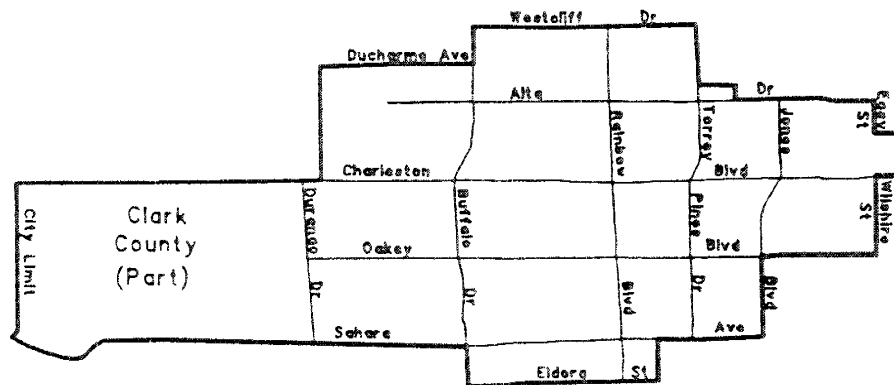 Westcliff Dr
Ducharme Ave
Alta Dr
Rainbow Blvd
Torrey Pines Dr
Jones Blvd
Essy St
Charleston Blvd
City Limit
Clark
County
(Part)
Durango Dr
Buffalo Dr
Wilshire St
Oakey Blvd
Sahara Ave
Eldora St